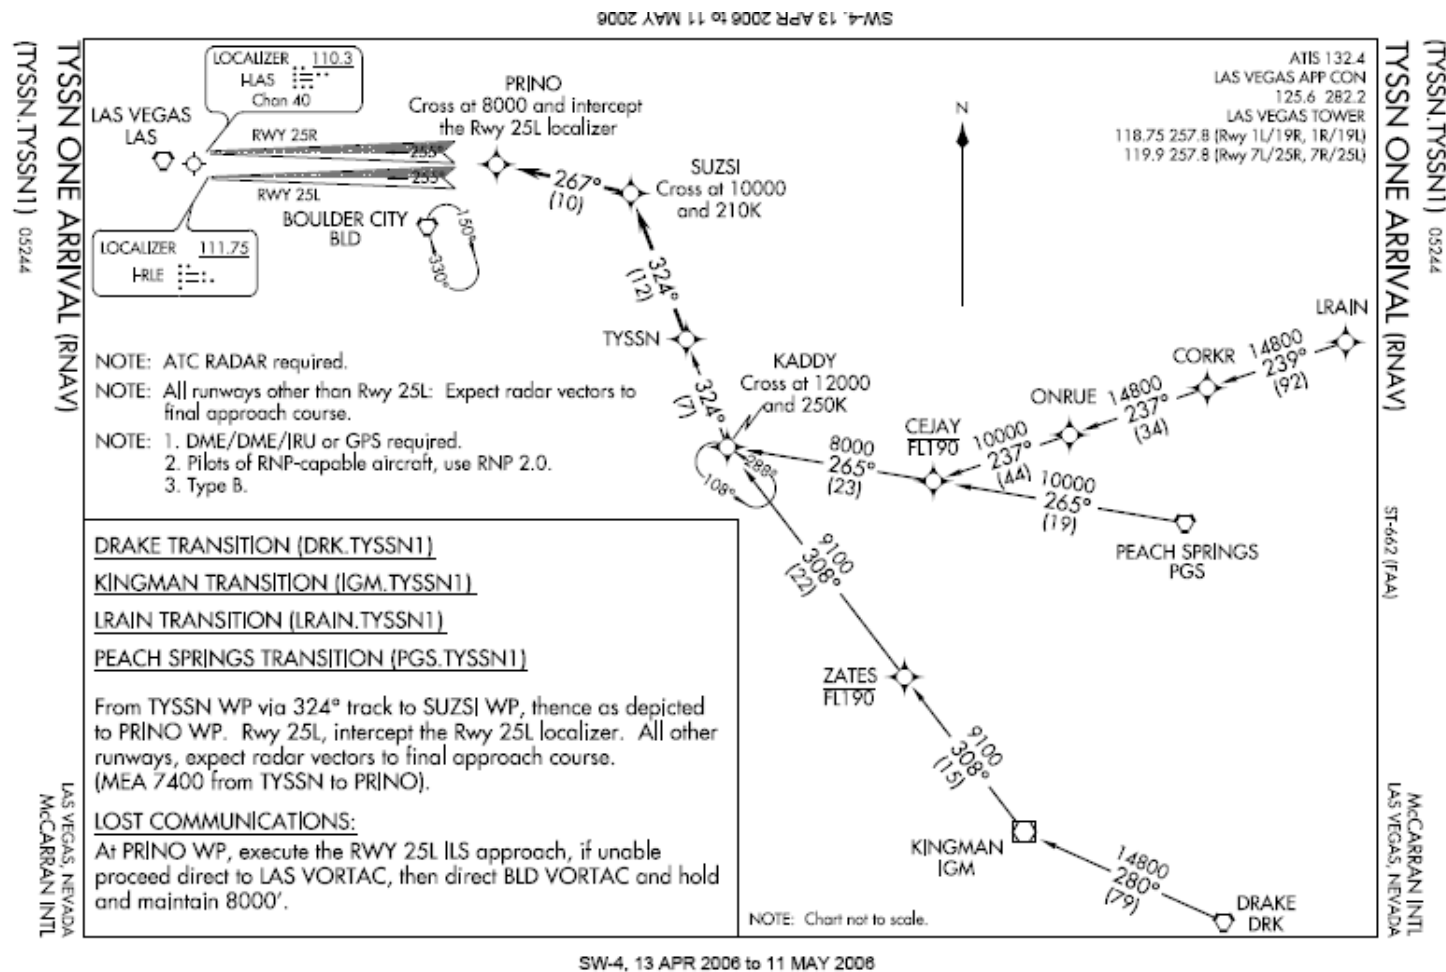 SW-4, 13 APR 2006 to 11 MAY 2006
(TYSSN.TYSSN1) 05244
TYSSN ONE ARRIVAL (RNAV)
LAS VEGAS, NEVADA
McCARRAN INTL
LOCALIZER 110.3
I-LAS
Chan 40
LAS VEGAS
LAS
RWY 25R
255°
255°
RWY 25L
LOCALIZER 111.75
I-RLE
BOULDER CITY
BLD
150°
330°
PRINO
Cross at 8000 and intercept
the Rwy 25L localizer
267°
(10)
SUZSI
Cross at 10000
and 210K
324°
(12)
TYSSN
324°
(7)
N
ATIS 132.4
LAS VEGAS APP CON
125.6 282.2
LAS VEGAS TOWER
118.75 257.8 (Rwy 1L/19R, 1R/19L)
119.9 257.8 (Rwy 7L/25R, 7R/25L)
KADDY
Cross at 12000
and 250K
288°
108°
LRAIN
14800
239°
(92)
CORKR
14800
237°
(34)
ONRUE
10000
237°
(44)
CEJAY
FL190
8000
265°
(23)
10000
265°
(19)
PEACH SPRINGS
PGS
9100
308°
(22)
ZATES
FL190
9100
308°
(15)
KINGMAN
IGM
14800
280°
(79)
DRAKE
DRK
NOTE: Chart not to scale.
NOTE: ATC RADAR required.
NOTE: All runways other than Rwy 25L: Expect radar vectors to
final approach course.
NOTE: 1. DME/DME/IRU or GPS required.
2. Pilots of RNP-capable aircraft, use RNP 2.0.
3. Type B.
DRAKE TRANSITION (DRK.TYSSN1)
KINGMAN TRANSITION (IGM.TYSSN1)
LRAIN TRANSITION (LRAIN.TYSSN1)
PEACH SPRINGS TRANSITION (PGS.TYSSN1)
From TYSSN WP via 324° track to SUZSI WP, thence as depicted
to PRINO WP. Rwy 25L, intercept the Rwy 25L localizer. All other
runways, expect radar vectors to final approach course.
(MEA 7400 from TYSSN to PRINO).
LOST COMMUNICATIONS:
At PRINO WP, execute the RWY 25L ILS approach, if unable
proceed direct to LAS VORTAC, then direct BLD VORTAC and hold
and maintain 8000'.
(TYSSN.TYSSN1) 05244
TYSSN ONE ARRIVAL (RNAV)
ST-662 (FAA)
McCARRAN INTL
LAS VEGAS, NEVADA
SW-4, 13 APR 2006 to 11 MAY 2006